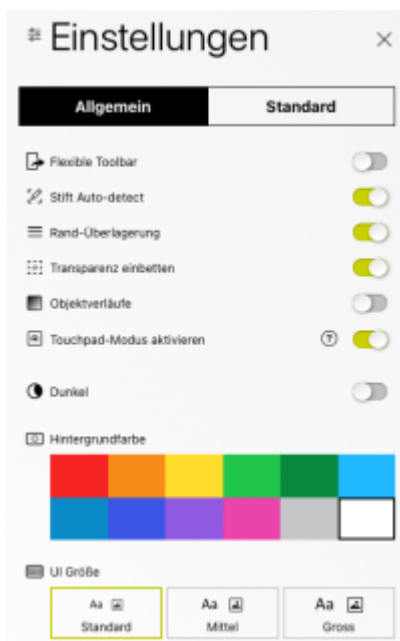 Einstellungen
Allgemein Standard
Flexible Toolbar
Stift Auto-detect
Rand-Überlagerung
Transparenz einbetten
Objektverläufe
Touchpad-Modus aktivieren ?
Dunkel
Hintergrundfarbe
UI Größe
Aa Aa Aa
Standard Mittel Gross